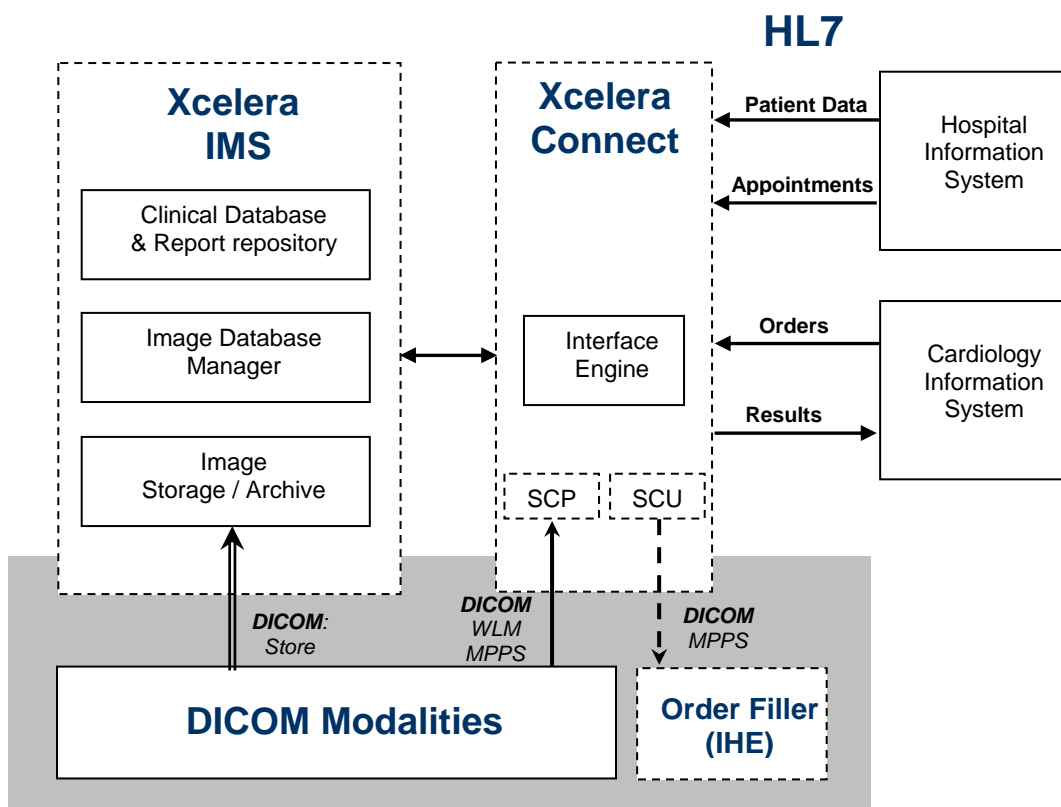 HL7
Xcelera
IMS
Clinical Database
& Report repository
Image Database
Manager
Image
Storage / Archive
Xcelera
Connect
Interface
Engine
SCP
SCU
Patient Data
Appointments
Hospital
Information
System
Orders
Results
Cardiology
Information
System
DICOM:
Store
DICOM
WLM
MPPS
DICOM
MPPS
DICOM Modalities
Order Filler
(IHE)